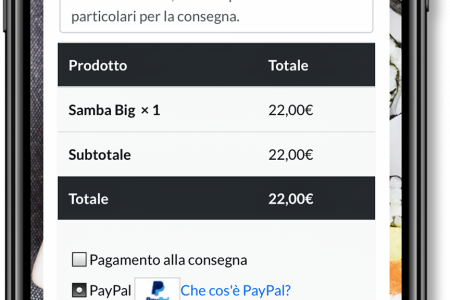 particolari per la consegna.
Prodotto Totale
Samba Big × 1 22,00€
Subtotale 22,00€
Totale 22,00€
Pagamento alla consegna
PayPal PayPal Che cos'è PayPal?